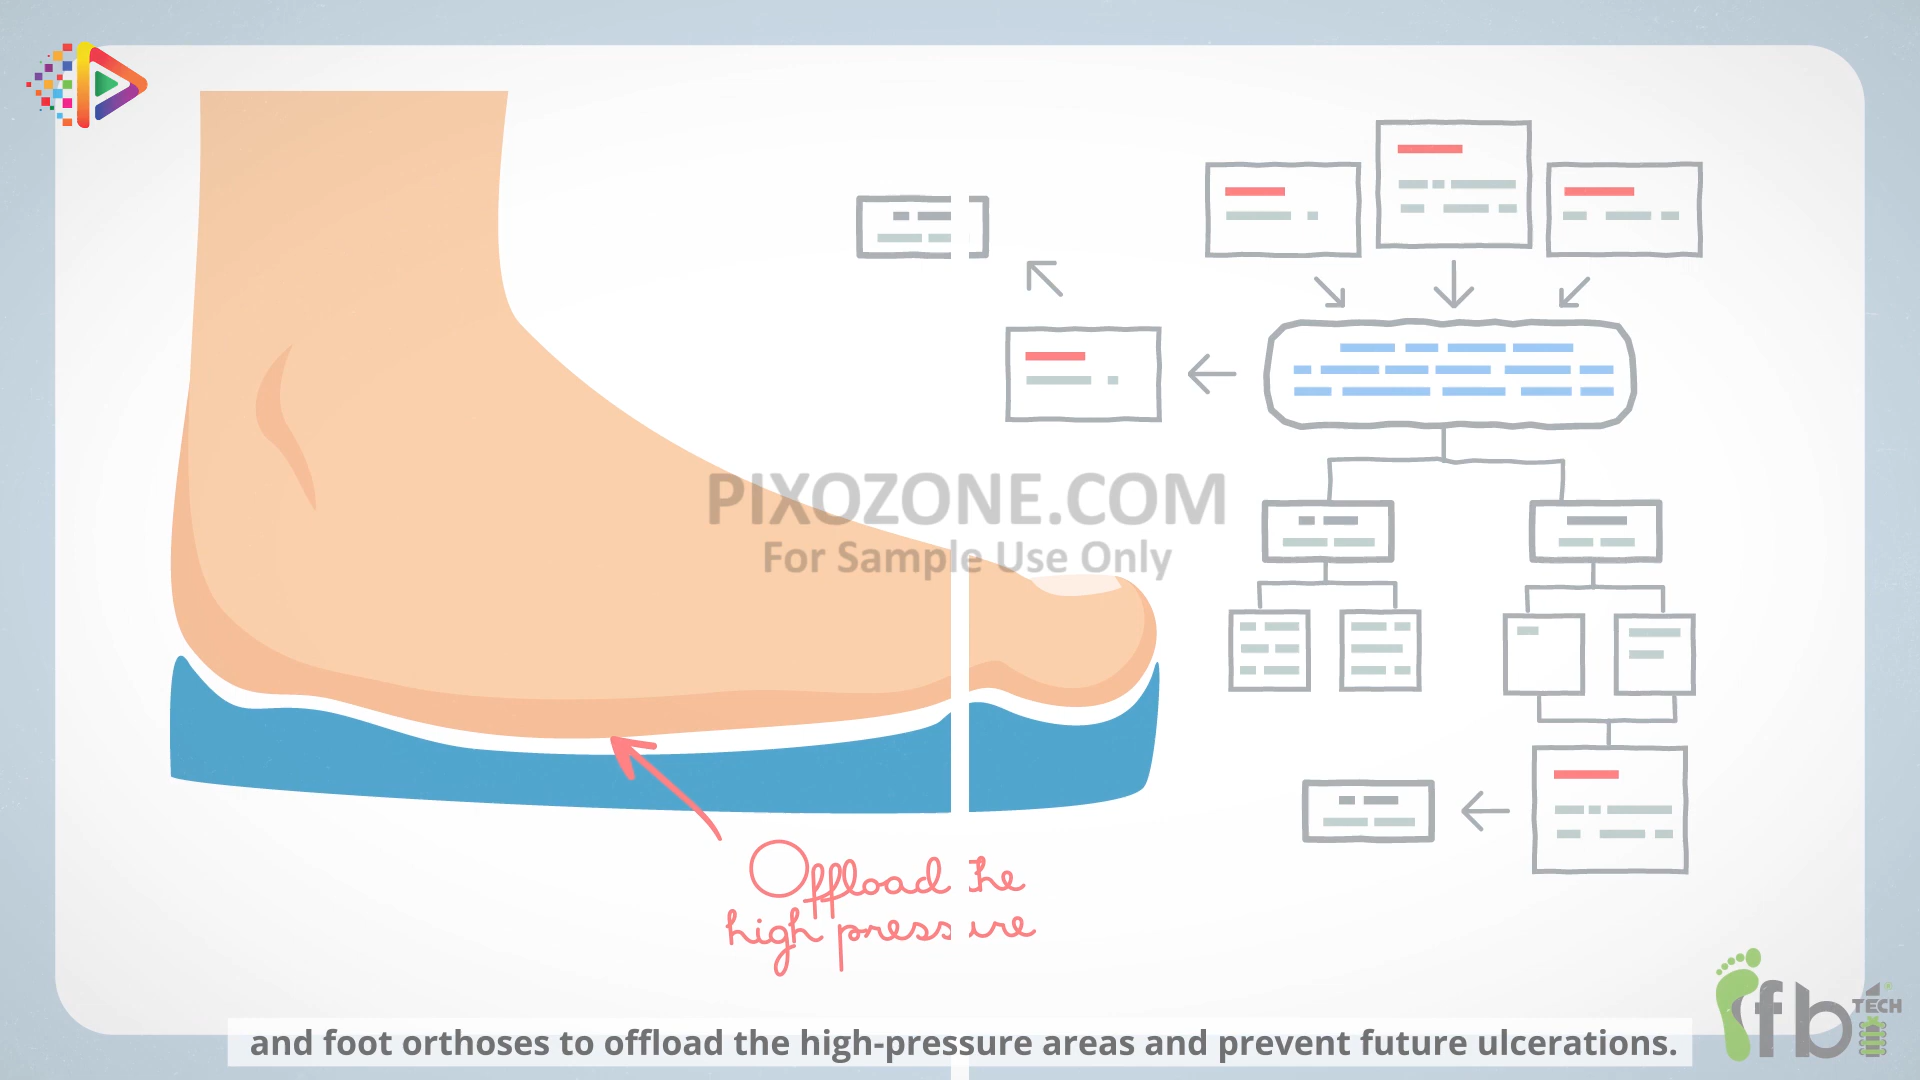 PIXOZONE.COM
For Sample Use Only
Offload the
high pressure
and foot orthoses to offload the high-pressure areas and prevent future ulcerations.
fbi
TECH